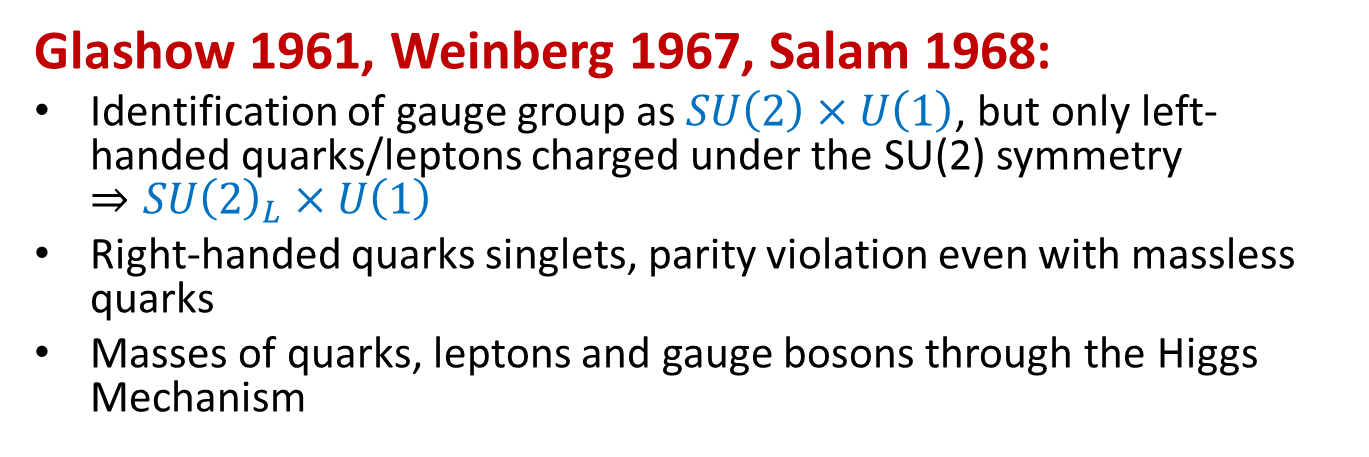 Glashow 1961, Weinberg 1967, Salam 1968:
• Identification of gauge group as 𝑆𝑈(2) × 𝑈(1), but only left-
handed quarks/leptons charged under the SU(2) symmetry
⇒ 𝑆𝑈(2)_𝐿 × 𝑈(1)
• Right-handed quarks singlets, parity violation even with massless
quarks
• Masses of quarks, leptons and gauge bosons through the Higgs
Mechanism